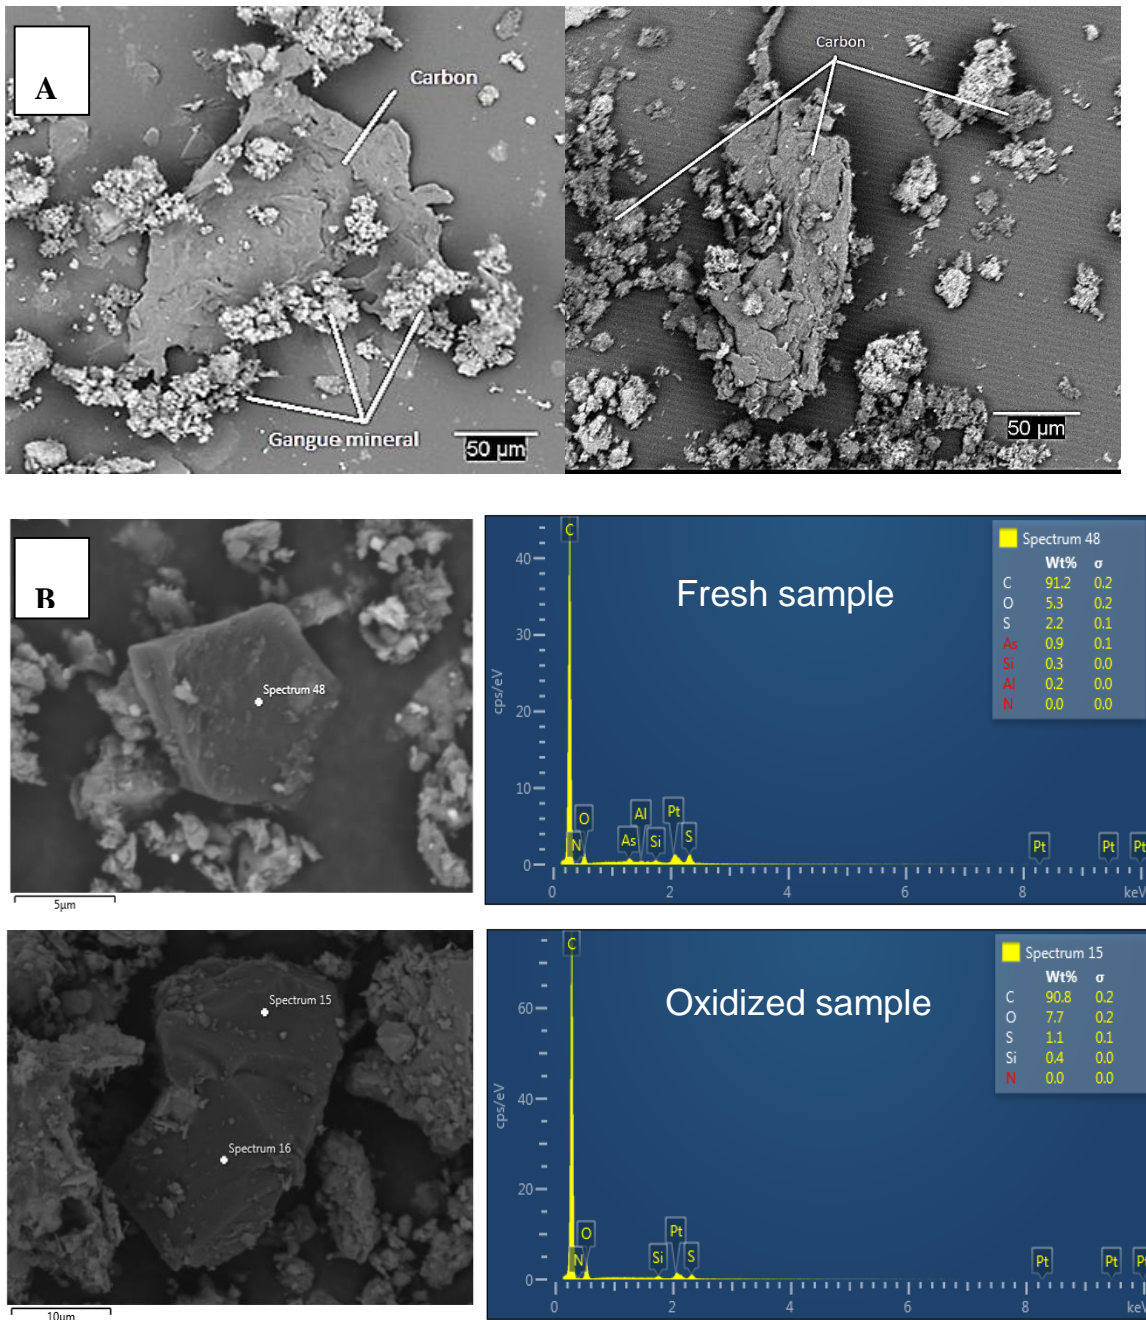 A
Carbon
Gangue mineral
50 µm
Carbon
50 µm
B
Spectrum 48
5µm
Fresh sample
Spectrum 48
Wt% σ
C 91.2 0.2
O 5.3 0.2
S 2.2 0.1
As 0.9 0.1
Si 0.3 0.0
Al 0.2 0.0
N 0.0 0.0
cps/eV
40
30
20
10
0
C
N
O
As
Al
Si
Pt
S
Pt
Pt
Pt
0 2 4 6 8 keV
Spectrum 15
Spectrum 16
10µm
Oxidized sample
Spectrum 15
Wt% σ
C 90.8 0.2
O 7.7 0.2
S 1.1 0.1
Si 0.4 0.0
N 0.0 0.0
cps/eV
60
40
20
0
C
N
O
Si
Pt
S
Pt
Pt
Pt
0 2 4 6 8 keV